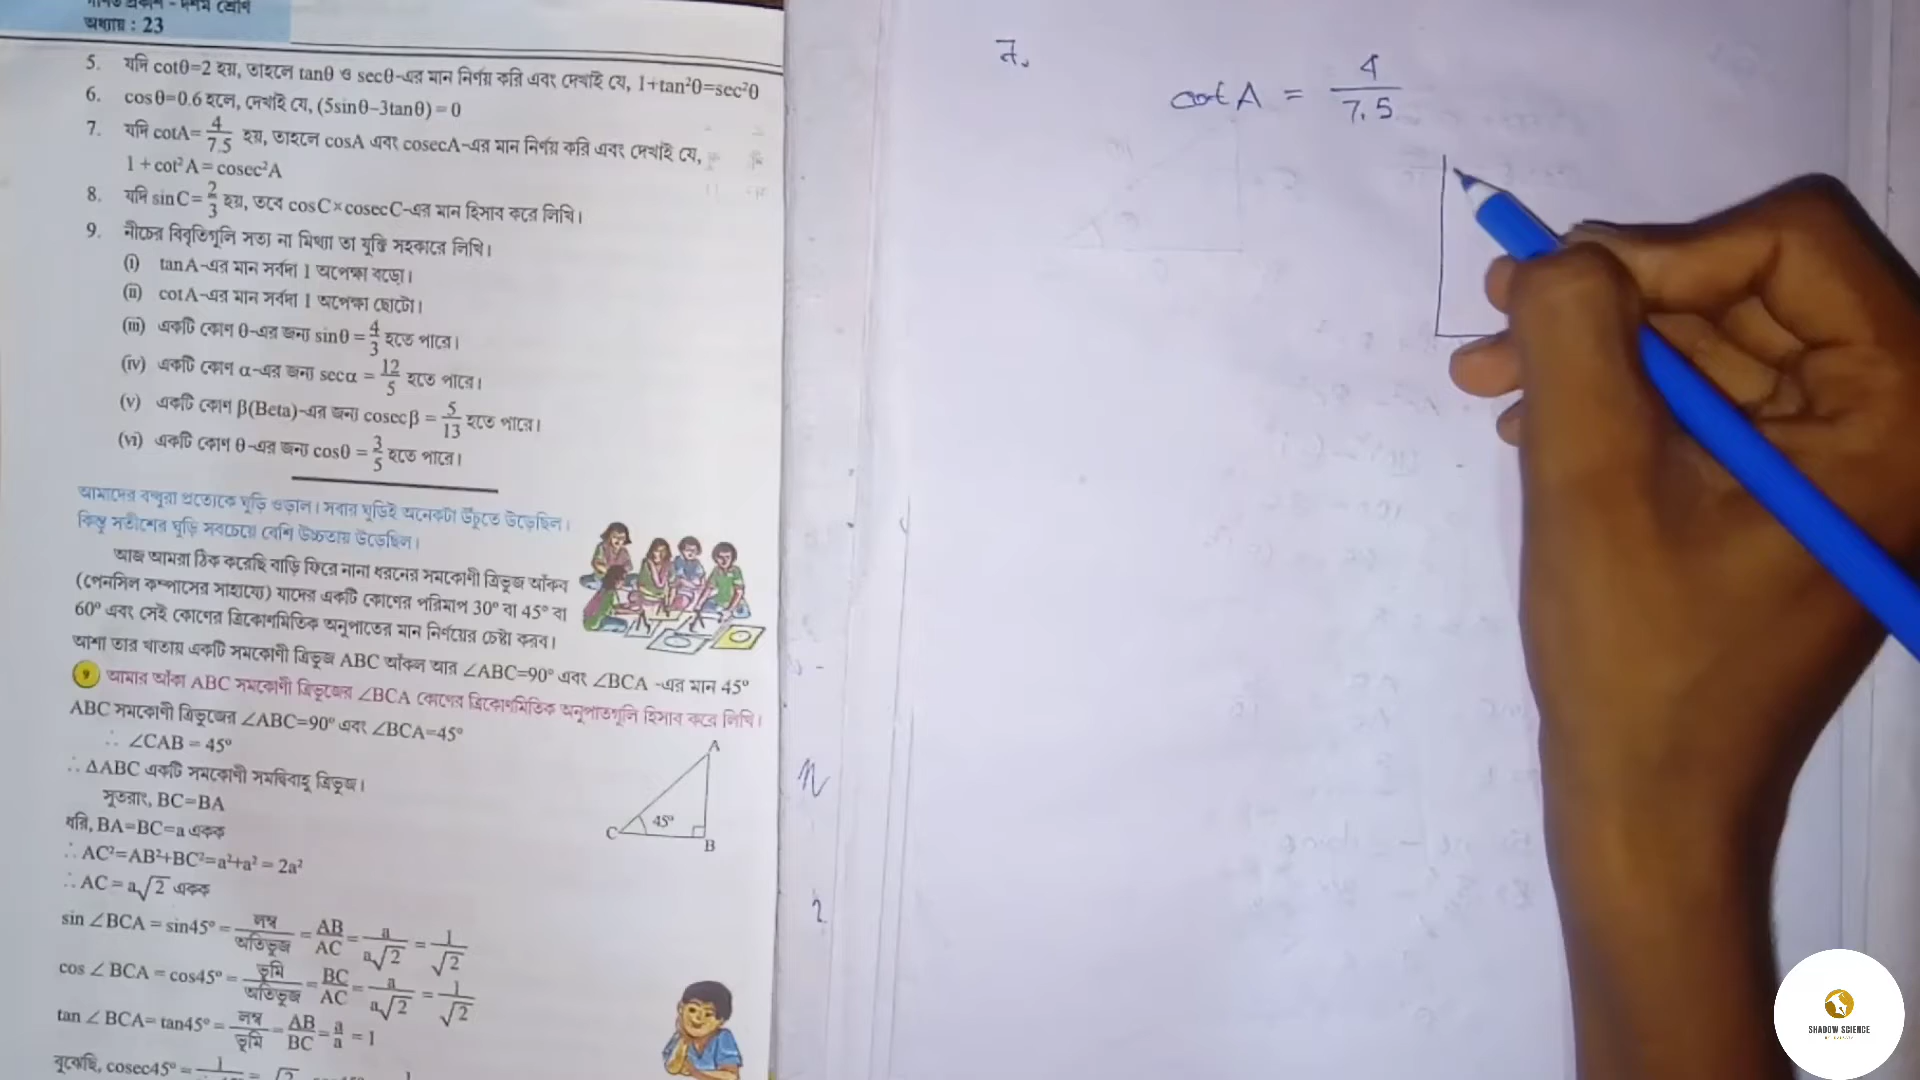 গণিত প্রকাশ - দশম শ্রেণি
অধ্যায় : 23
5. যদি cotθ=2 হয়, তাহলে tanθ ও secθ-এর মান নির্ণয় করি এবং দেখাই যে, 1+tan²θ=sec²θ
6. cosθ=0.6 হলে, দেখাই যে, (5sinθ–3tanθ) = 0
7. যদি cotA= 4/7.5 হয়, তাহলে cosA এবং cosecA-এর মান নির্ণয় করি এবং দেখাই যে,
1 + cot²A = cosec²A
8. যদি sinC= 2/3 হয়, তবে cosC×cosecC-এর মান হিসাব করে লিখি।
9. নীচের বিবৃতিগুলি সত্য না মিথ্যা তা যুক্তি সহকারে লিখি।
(i) tanA-এর মান সর্বদা 1 অপেক্ষা বড়ো।
(ii) cotA-এর মান সর্বদা 1 অপেক্ষা ছোটো।
(iii) একটি কোণ θ-এর জন্য sinθ = 4/3 হতে পারে।
(iv) একটি কোণ α-এর জন্য secα = 12/5 হতে পারে।
(v) একটি কোণ β(Beta)-এর জন্য cosecβ = 5/13 হতে পারে।
(vi) একটি কোণ θ-এর জন্য cosθ = 3/5 হতে পারে।
আমাদের বন্ধুরা প্রত্যেকে ঘুড়ি ওড়াল। সবার ঘুড়িই অনেকটা উঁচুতে উড়েছিল।
কিন্তু সতীশের ঘুড়ি সবচেয়ে বেশি উচ্চতায় উড়েছিল।
আজ আমরা ঠিক করেছি বাড়ি ফিরে নানা ধরনের সমকোণী ত্রিভুজ আঁকব
(পেনসিল কম্পাসের সাহায্যে) যাদের একটি কোণের পরিমাপ 30° বা 45° বা
60° এবং সেই কোণের ত্রিকোণমিতিক অনুপাতের মান নির্ণয়ের চেষ্টা করব।
আশা তার খাতায় একটি সমকোণী ত্রিভুজ ABC আঁকল আর ∠ABC=90° এবং ∠BCA -এর মান 45°
9 আমার আঁকা ABC সমকোণী ত্রিভুজের ∠BCA কোণের ত্রিকোণমিতিক অনুপাতগুলি হিসাব করে লিখি।
ABC সমকোণী ত্রিভুজের ∠ABC=90° এবং ∠BCA=45°
∴ ∠CAB = 45°
∴ ΔABC একটি সমকোণী সমদ্বিবাহু ত্রিভুজ।
সুতরাং, BC=BA
ধরি, BA=BC=a একক
∴ AC²=AB²+BC²=a²+a² = 2a²
∴ AC = a√2 একক
A
C 45°
B
sin ∠BCA = sin45° = লম্ব/অতিভুজ = AB/AC = a/a√2 = 1/√2
cos ∠BCA = cos45° = ভূমি/অতিভুজ = BC/AC = a/a√2 = 1/√2
tan ∠BCA= tan45° = লম্ব/ভূমি = AB/BC = a/a = 1
বুঝেছি, cosec45° =
7.
cot A = 4/7.5
SHADOW SCIENCE